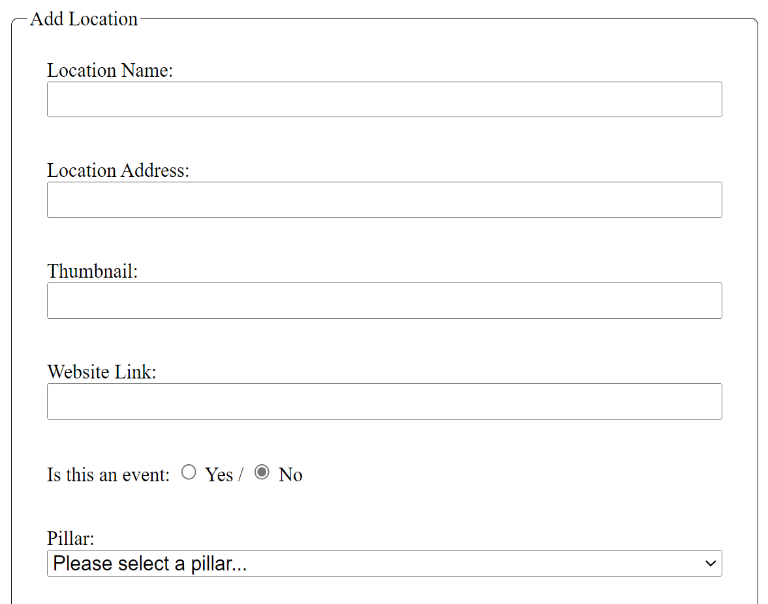 Add Location
Location Name:
Location Address:
Thumbnail:
Website Link:
Is this an event: Yes / No
Pillar:
Please select a pillar...